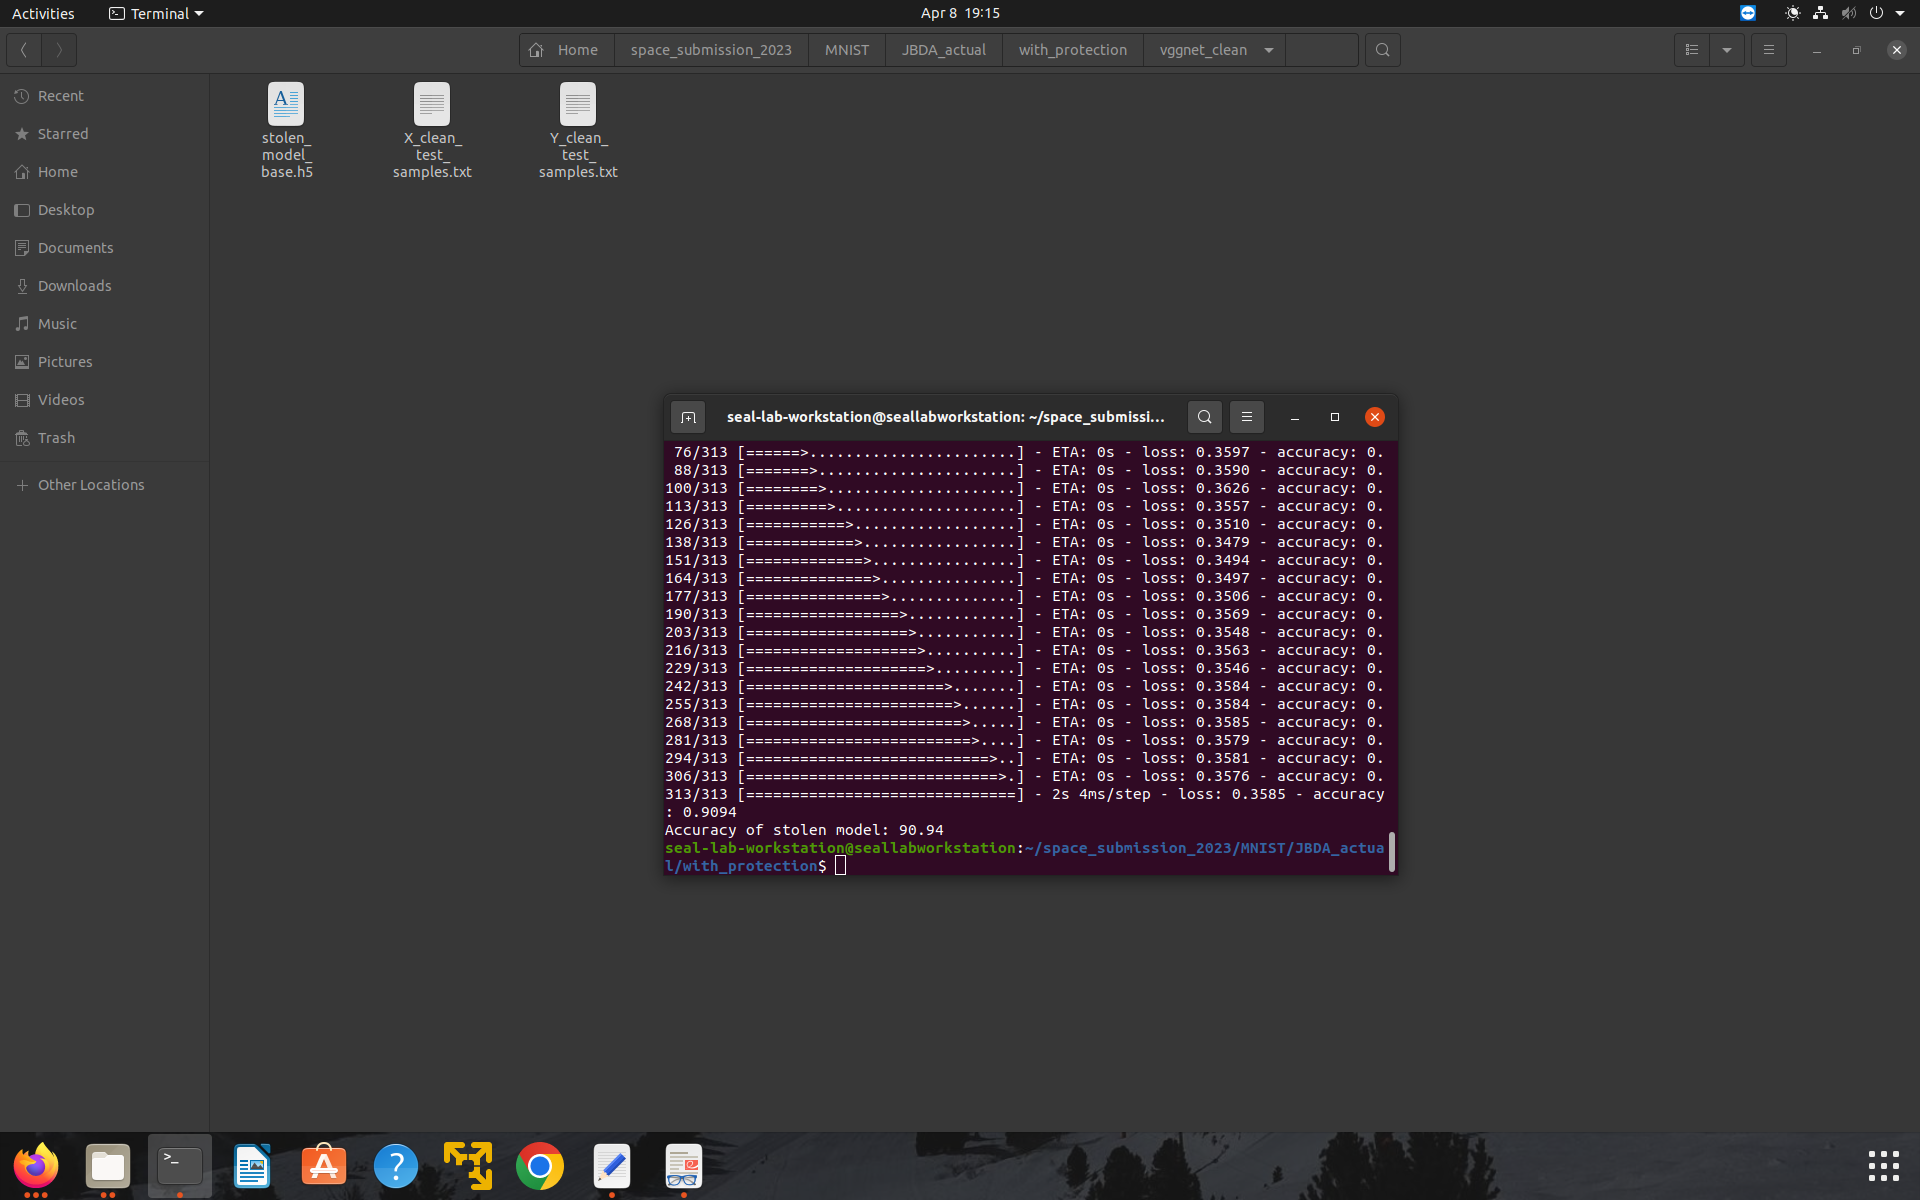 Activities
Terminal
Apr 8 19:15
Home
space_submission_2023
MNIST
JBDA_actual
with_protection
vggnet_clean
Recent
Starred
Home
Desktop
Documents
Downloads
Music
Pictures
Videos
Trash
Other Locations
stolen_
model_
base.h5
X_clean_
test_
samples.txt
Y_clean_
test_
samples.txt
seal-lab-workstation@seallabworkstation: ~/space_submissi...
76/313 [======>.......................] - ETA: 0s - loss: 0.3597 - accuracy: 0.
88/313 [=======>......................] - ETA: 0s - loss: 0.3590 - accuracy: 0.
100/313 [========>.....................] - ETA: 0s - loss: 0.3626 - accuracy: 0.
113/313 [=========>....................] - ETA: 0s - loss: 0.3557 - accuracy: 0.
126/313 [===========>..................] - ETA: 0s - loss: 0.3510 - accuracy: 0.
138/313 [============>.................] - ETA: 0s - loss: 0.3479 - accuracy: 0.
151/313 [=============>................] - ETA: 0s - loss: 0.3494 - accuracy: 0.
164/313 [==============>...............] - ETA: 0s - loss: 0.3497 - accuracy: 0.
177/313 [===============>..............] - ETA: 0s - loss: 0.3506 - accuracy: 0.
190/313 [=================>............] - ETA: 0s - loss: 0.3569 - accuracy: 0.
203/313 [==================>...........] - ETA: 0s - loss: 0.3548 - accuracy: 0.
216/313 [===================>..........] - ETA: 0s - loss: 0.3563 - accuracy: 0.
229/313 [====================>.........] - ETA: 0s - loss: 0.3546 - accuracy: 0.
242/313 [======================>.......] - ETA: 0s - loss: 0.3584 - accuracy: 0.
255/313 [=======================>......] - ETA: 0s - loss: 0.3584 - accuracy: 0.
268/313 [========================>.....] - ETA: 0s - loss: 0.3585 - accuracy: 0.
281/313 [=========================>....] - ETA: 0s - loss: 0.3579 - accuracy: 0.
294/313 [===========================>..] - ETA: 0s - loss: 0.3581 - accuracy: 0.
306/313 [============================>.] - ETA: 0s - loss: 0.3576 - accuracy: 0.
313/313 [==============================] - 2s 4ms/step - loss: 0.3585 - accuracy
: 0.9094
Accuracy of stolen model: 90.94
seal-lab-workstation@seallabworkstation:~/space_submission_2023/MNIST/JBDA_actua
l/with_protection$